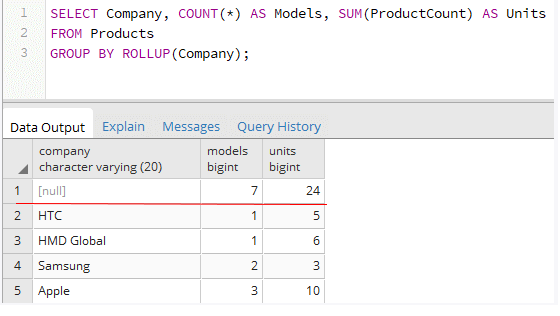 1 SELECT Company, COUNT(*) AS Models, SUM(ProductCount) AS Units
2 FROM Products
3 GROUP BY ROLLUP(Company);
Data Output Explain Messages Query History
company models units
character varying (20) bigint bigint
1 [null] 7 24
2 HTC 1 5
3 HMD Global 1 6
4 Samsung 2 3
5 Apple 3 10